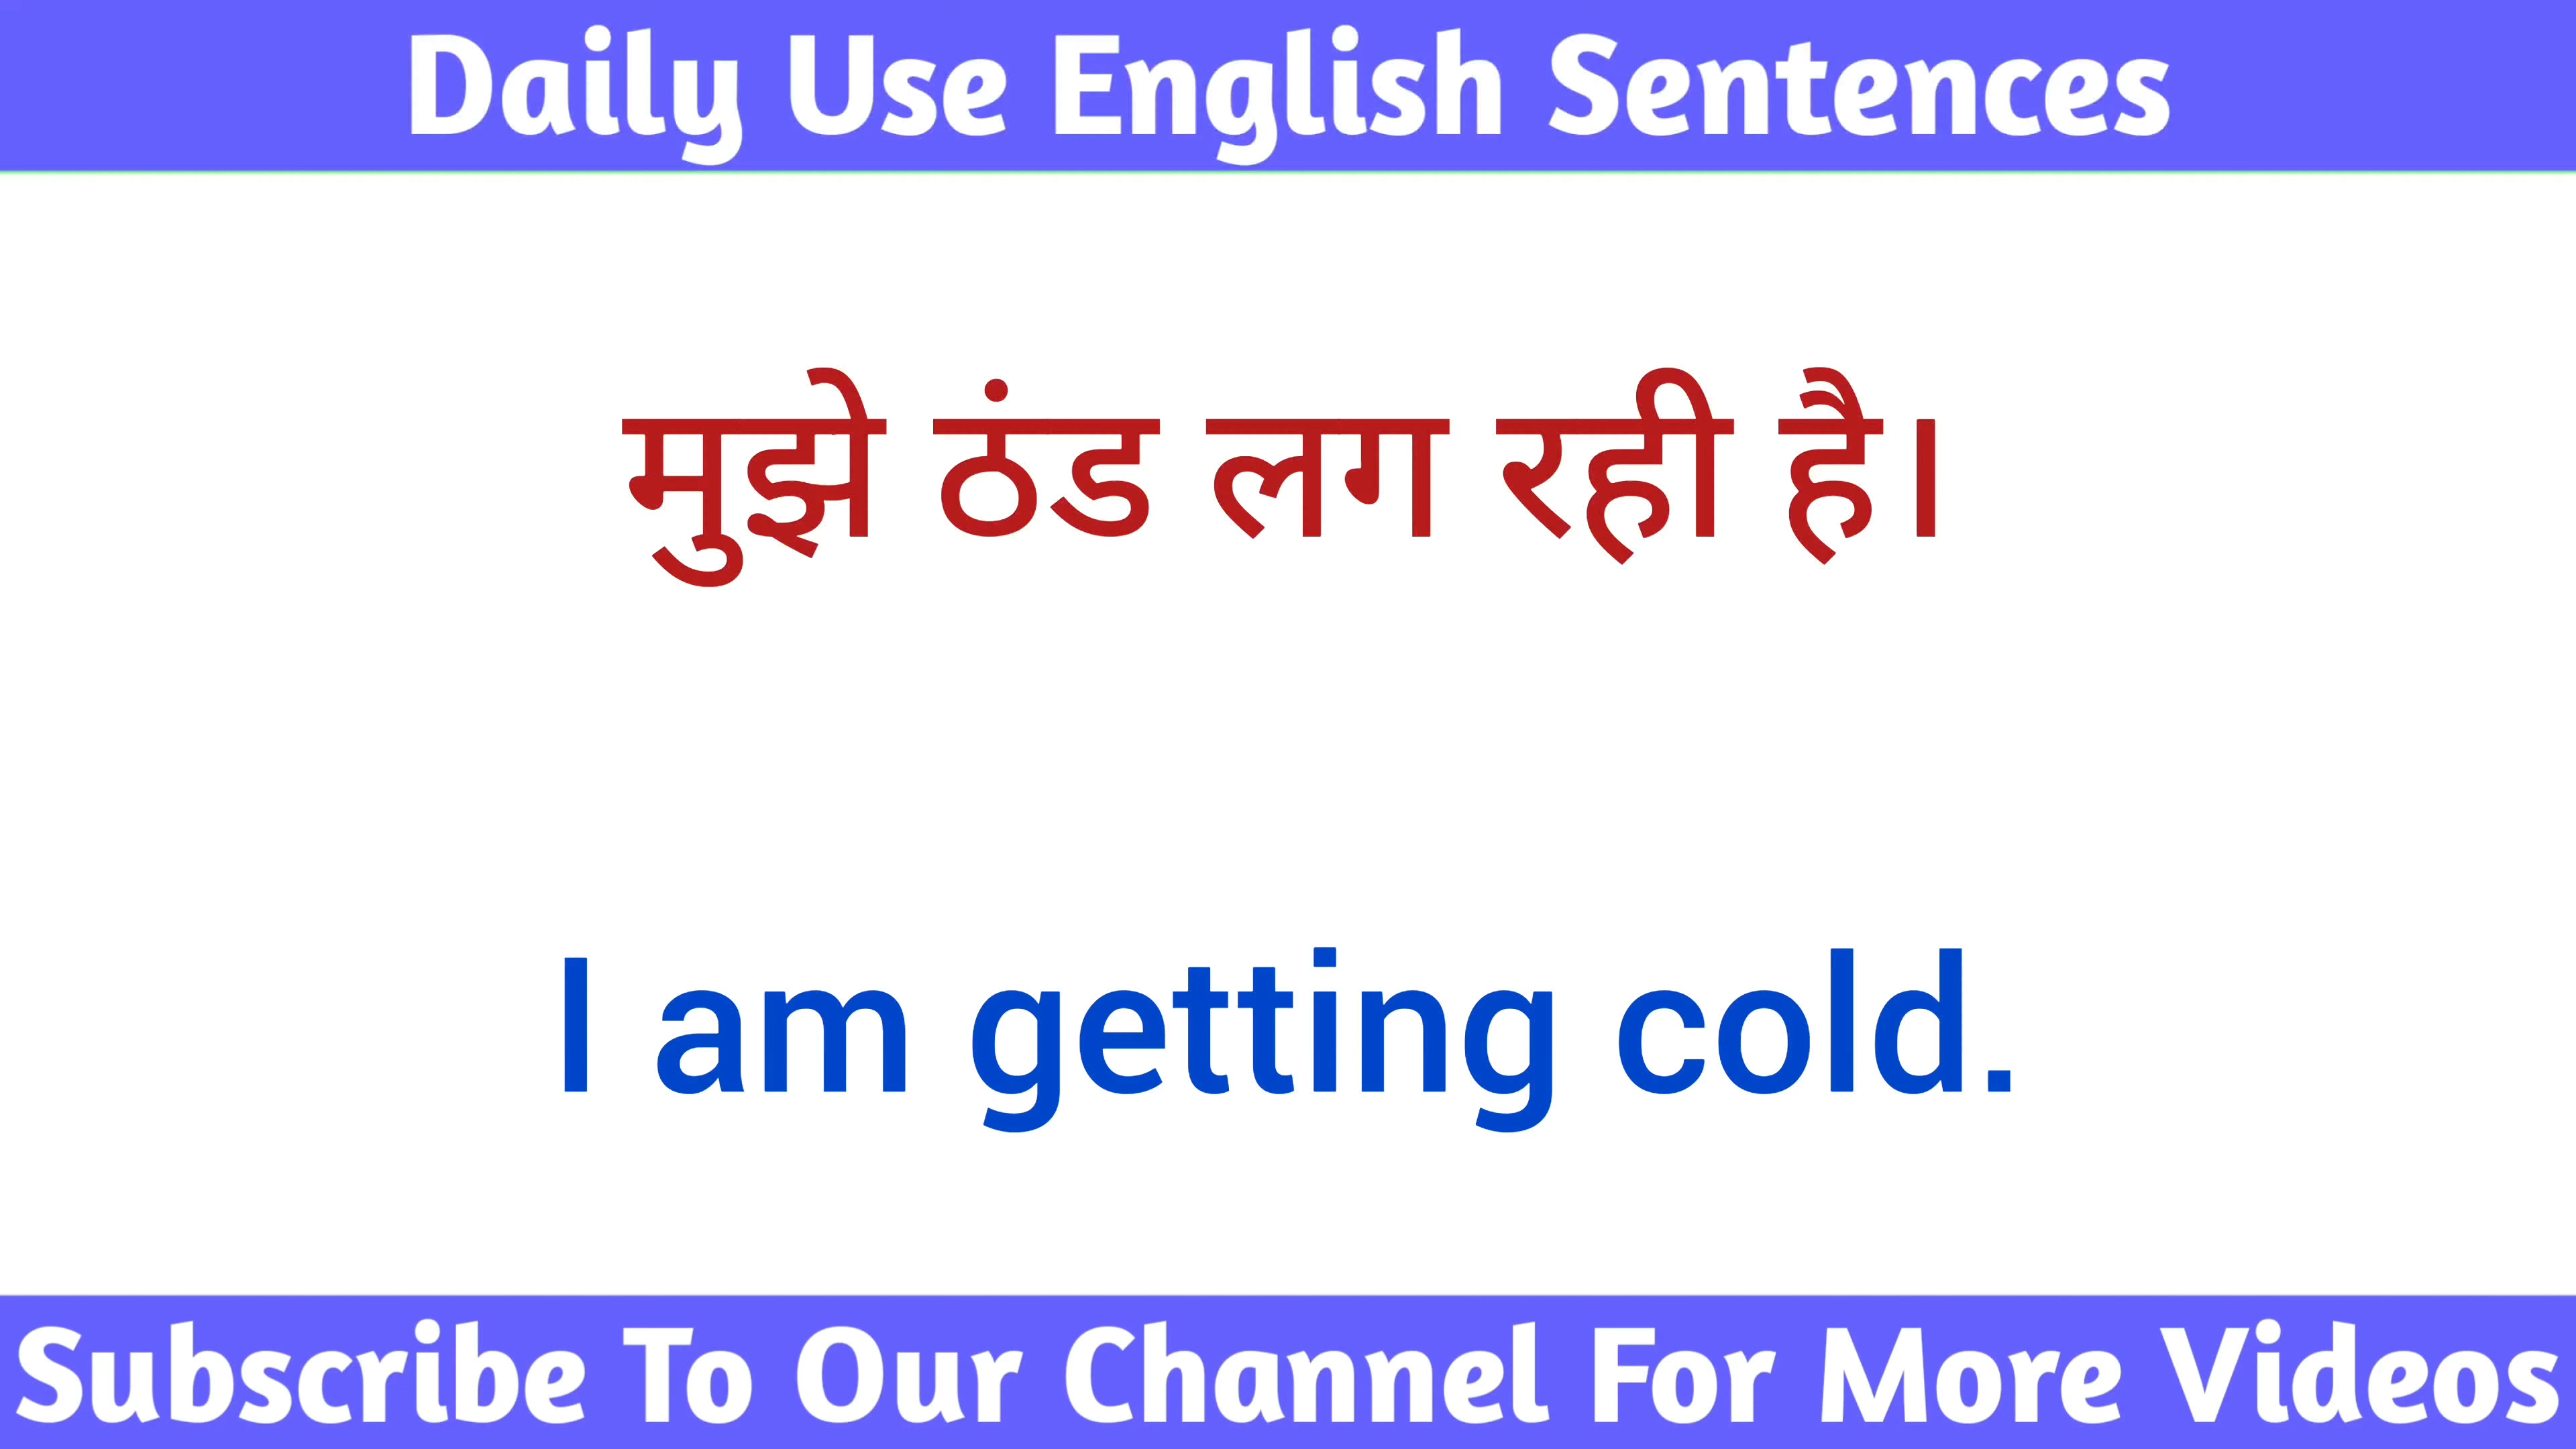 Daily Use English Sentences
मुझे ठंड लग रही है।
I am getting cold.
Subscribe To Our Channel For More Videos